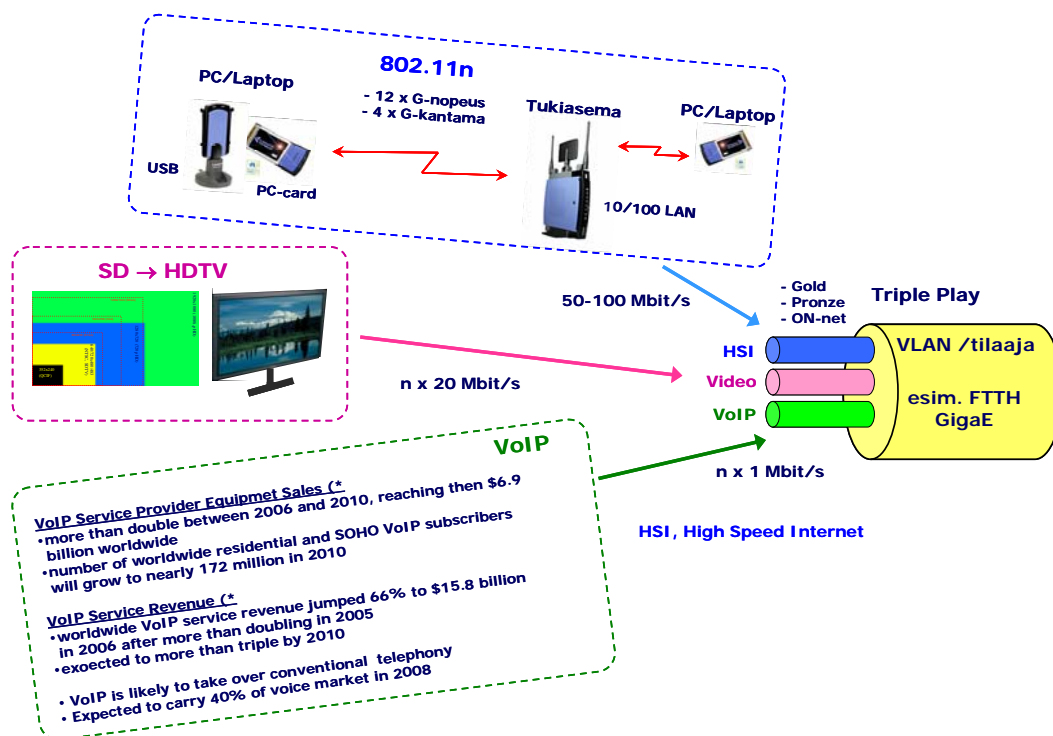 802.11n
PC/Laptop
- 12 x G-nopeus
- 4 x G-kantama
Tukiasema
PC/Laptop
USB
PC-card
10/100 LAN
SD → HDTV
50-100 Mbit/s
- Gold
- Pronze
- ON-net
Triple Play
HSI
Video
VoIP
VLAN /tilaaja
esim. FTTH
GigaE
n x 20 Mbit/s
n x 1 Mbit/s
HSI, High Speed Internet
VoIP
VoIP Service Provider Equipmet Sales (*
•more than double between 2006 and 2010, reaching then $6.9
billion worldwide
•number of worldwide residential and SOHO VoIP subscribers
will grow to nearly 172 million in 2010
VoIP Service Revenue (*
•worldwide VoIP service revenue jumped 66% to $15.8 billion
in 2006 after more than doubling in 2005
•exoected to more than triple by 2010
• VoIP is likely to take over conventional telephony
• Expected to carry 40% of voice market in 2008